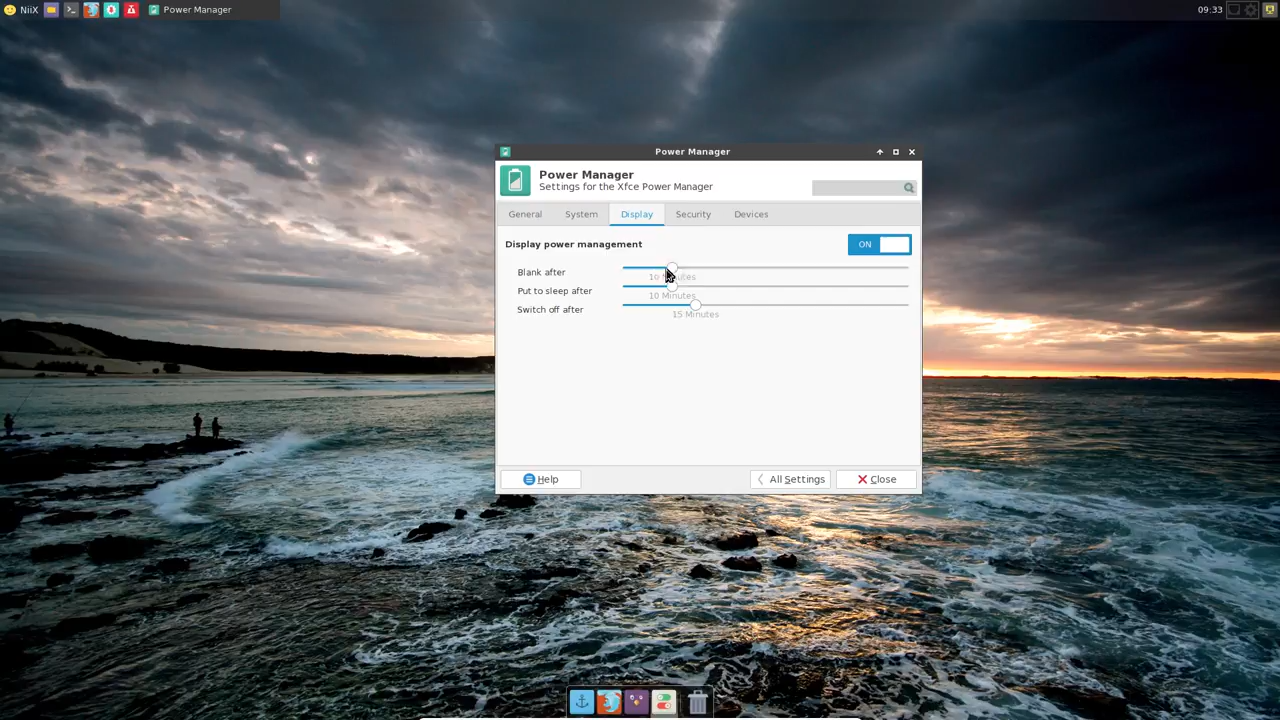 NiiX
Power Manager
09:33
Power Manager
Power Manager
Settings for the Xfce Power Manager
General
System
Display
Security
Devices
Display power management
ON
Blank after
Put to sleep after
10 Minutes
Switch off after
15 Minutes
Help
All Settings
Close